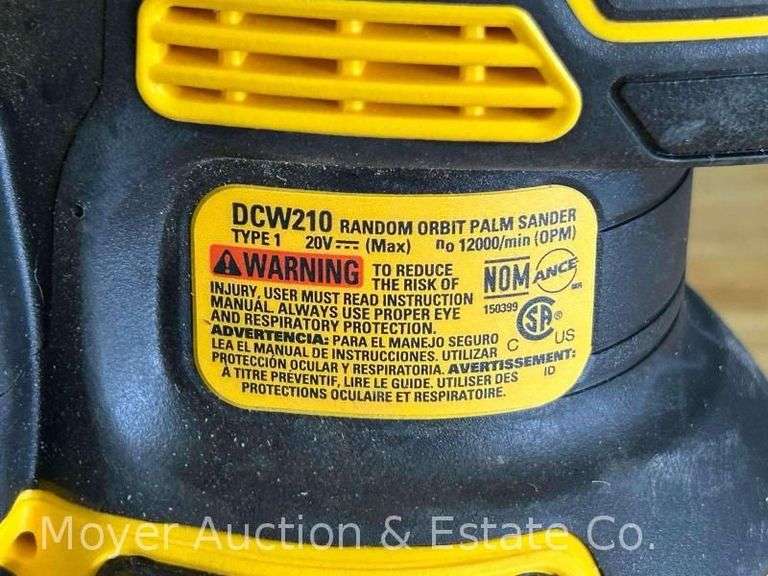 DCW210 RANDOM ORBIT PALM SANDER
TYPE 1 20V (Max) no 12000/min (OPM)
WARNING TO REDUCE
THE RISK OF
INJURY, USER MUST READ INSTRUCTION
MANUAL. ALWAYS USE PROPER EYE
AND RESPIRATORY PROTECTION.
NOM ANCE
150399
SA ®
C US
ADVERTENCIA: PARA EL MANEJO SEGURO
LEA EL MANUAL DE INSTRUCCIONES. UTILIZAR
PROTECCIÓN OCULAR Y RESPIRATORIA. AVERTISSEMENT:
À TITRE PRÉVENTIF, LIRE LE GUIDE. UTILISER DES
PROTECTIONS OCULAIRE ET RESPIRATOIRE.
ID
Moyer Auction & Estate Co.